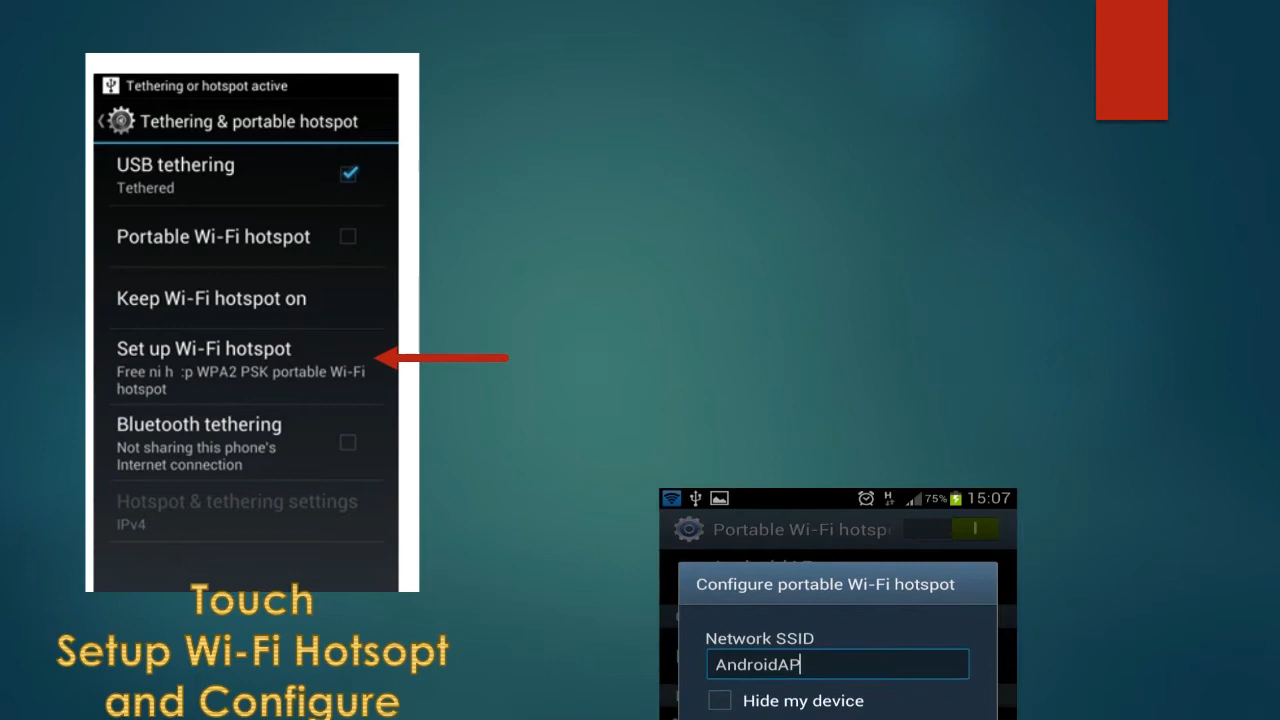 Tethering or hotspot active
Tethering & portable hotspot
USB tethering
Tethered
Portable Wi-Fi hotspot
Keep Wi-Fi hotspot on
Set up Wi-Fi hotspot
Free ni h :p WPA2 PSK portable Wi-Fi
hotspot
Bluetooth tethering
Not sharing this phone's
Internet connection
Hotspot & tethering settings
IPv4
Touch
Setup Wi-Fi Hotsopt
and Configure
H 75% 15:07
Portable Wi-Fi hotsp
Configure portable Wi-Fi hotspot
Network SSID
AndroidAP
Hide my device